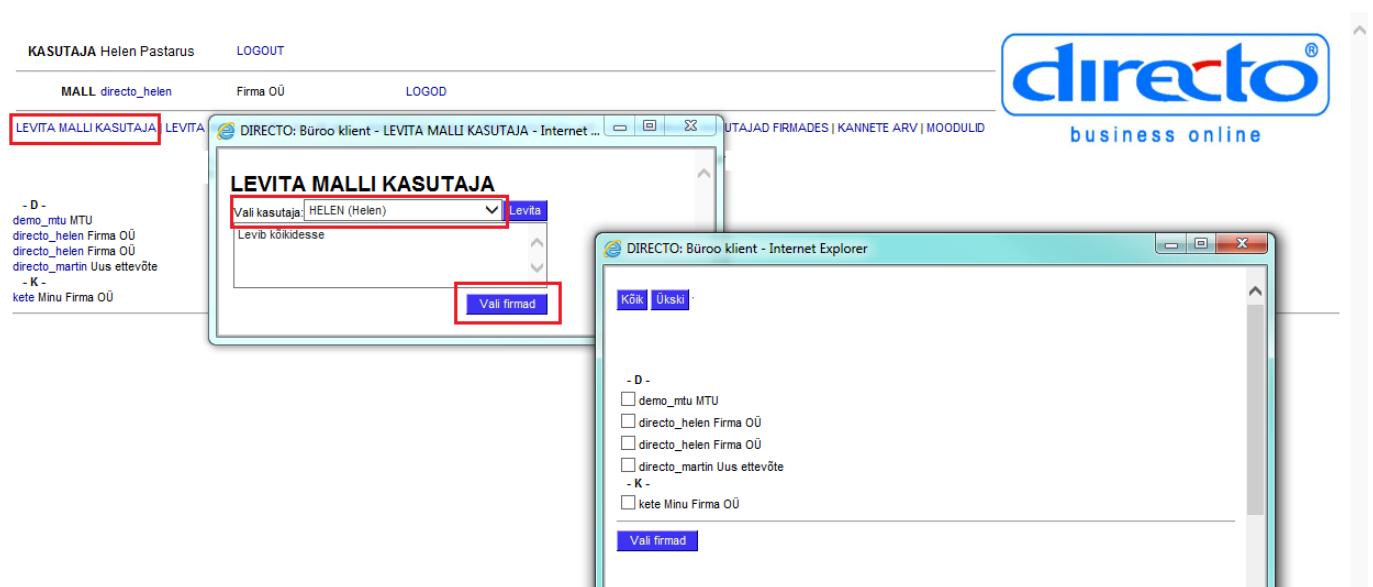 KASUTAJA Helen Pastarus LOGOUT
directo®
business online
MALL directo_helen Firma OÜ LOGOD
LEVITA MALLI KASUTAJA | LEVITA
UTAJAD FIRMADES | KANNETE ARV | MOODULID
- D -
demo_mtu MTU
directo_helen Firma OÜ
directo_helen Firma OÜ
directo_martin Uus ettevõte
- K -
kete Minu Firma OÜ
DIRECTO: Büroo klient - LEVITA MALLI KASUTAJA - Internet ...
LEVITA MALLI KASUTAJA
Vali kasutaja: HELEN (Helen) Levita
Levib kõikidesse
Vali firmad
DIRECTO: Büroo klient - Internet Explorer
Kõik Ükski
- D -
demo_mtu MTU
directo_helen Firma OÜ
directo_helen Firma OÜ
directo_martin Uus ettevõte
- K -
kete Minu Firma OÜ
Vali firmad